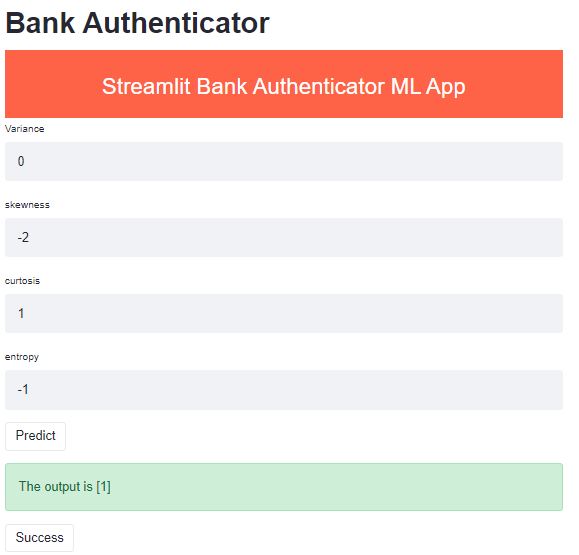 Bank Authenticator
Streamlit Bank Authenticator ML App
Variance
0
skewness
-2
curtosis
1
entropy
-1
Predict
The output is [1]
Success